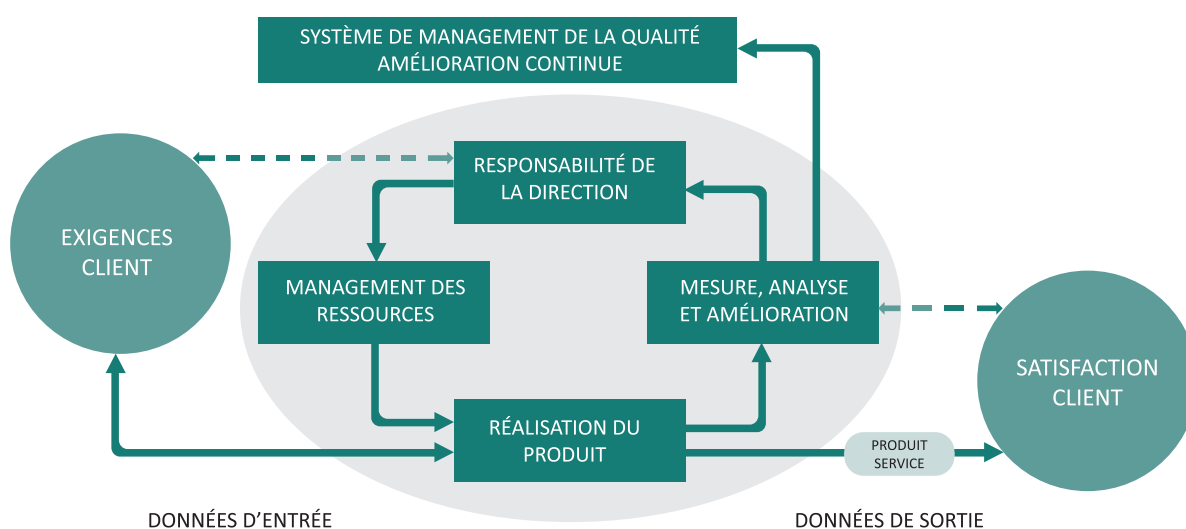 SYSTÈME DE MANAGEMENT DE LA QUALITÉ
AMÉLIORATION CONTINUE
RESPONSABILITÉ DE
LA DIRECTION
EXIGENCES
CLIENT
MANAGEMENT DES
RESSOURCES
MESURE, ANALYSE
ET AMÉLIORATION
SATISFACTION
CLIENT
RÉALISATION DU
PRODUIT
PRODUIT
SERVICE
DONNÉES D'ENTRÉE
DONNÉES DE SORTIE